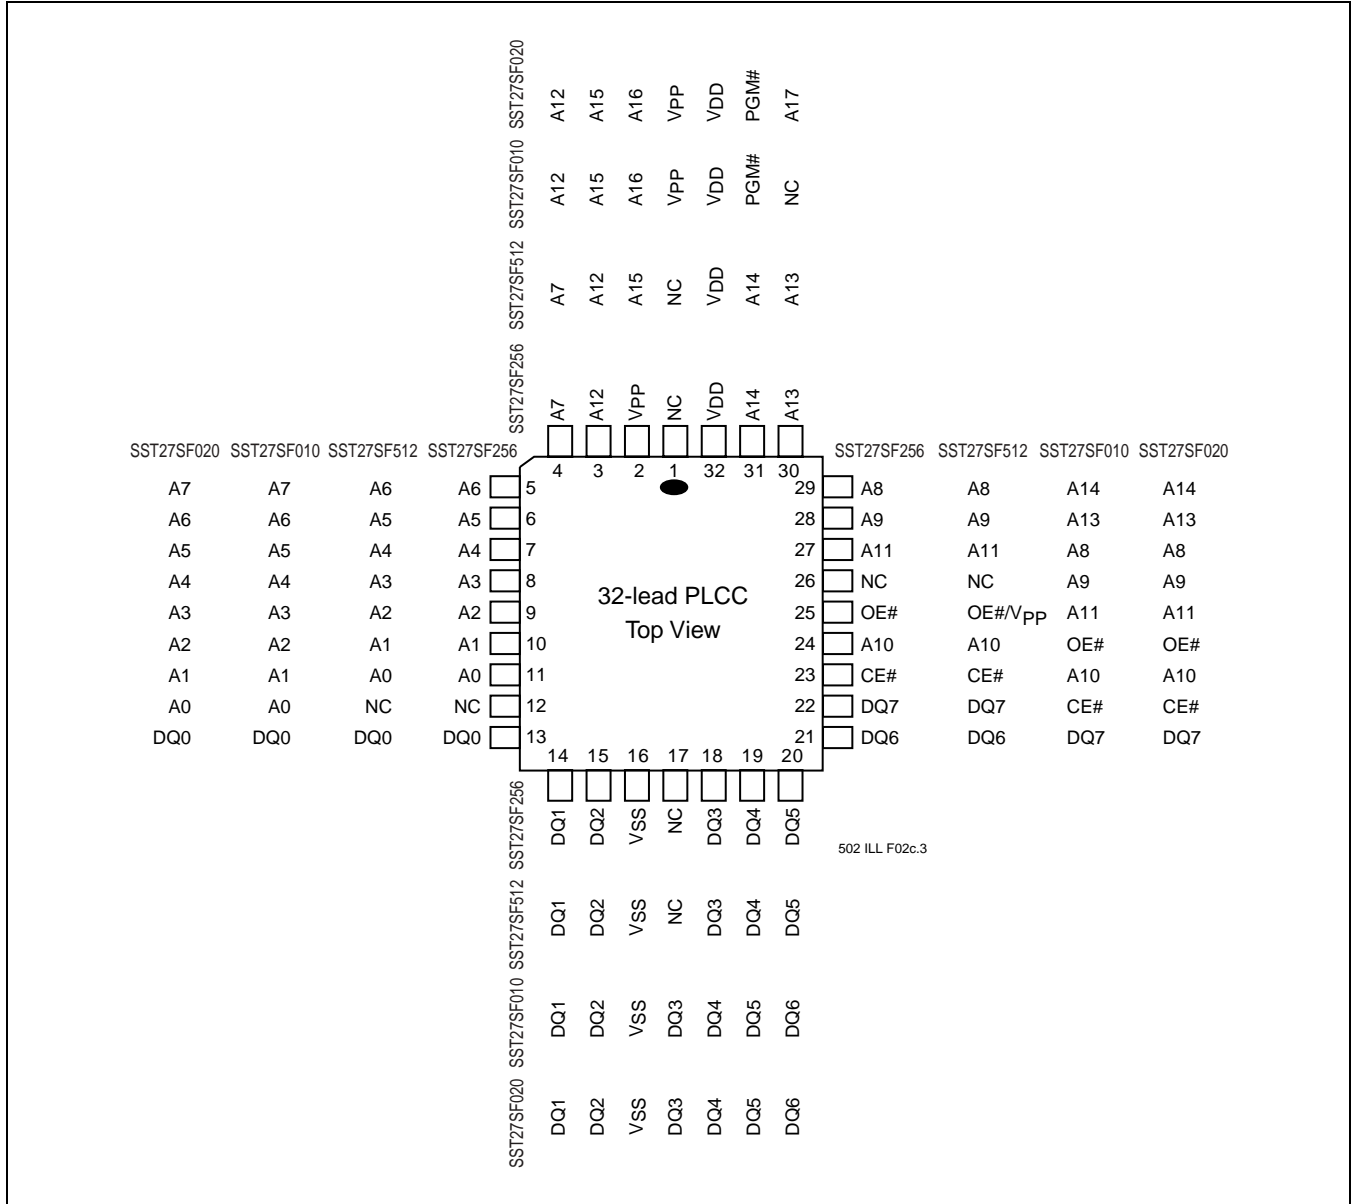 SST27SF020 A12 A15 A16 VPP VDD PGM# A17
SST27SF010 A12 A15 A16 VPP VDD PGM# NC
SST27SF512 A7 A12 A15 NC VDD A14 A13
SST27SF256 A7 A12 VPP NC VDD A14 A13
SST27SF020 SST27SF010 SST27SF512 SST27SF256 SST27SF256 SST27SF512 SST27SF010 SST27SF020
4 3 2 1 32 31 30
A7 A7 A6 A6 5 29 A8 A8 A14 A14
A6 A6 A5 A5 6 28 A9 A9 A13 A13
A5 A5 A4 A4 7 27 A11 A11 A8 A8
A4 A4 A3 A3 8 26 NC NC A9 A9
32-lead PLCC
A3 A3 A2 A2 9 25 OE# OE#/VPP A11 A11
Top View
A2 A2 A1 A1 10 24 A10 A10 OE# OE#
A1 A1 A0 A0 11 23 CE# CE# A10 A10
A0 A0 NC NC 12 22 DQ7 DQ7 CE# CE#
DQ0 DQ0 DQ0 DQ0 13 21 DQ6 DQ6 DQ7 DQ7
14 15 16 17 18 19 20
SST27SF256 DQ1 DQ2 VSS NC DQ3 DQ4 DQ5
502 ILL F02c.3
SST27SF512 DQ1 DQ2 VSS NC DQ3 DQ4 DQ5
SST27SF010 DQ1 DQ2 VSS DQ3 DQ4 DQ5 DQ6
SST27SF020 DQ1 DQ2 VSS DQ3 DQ4 DQ5 DQ6